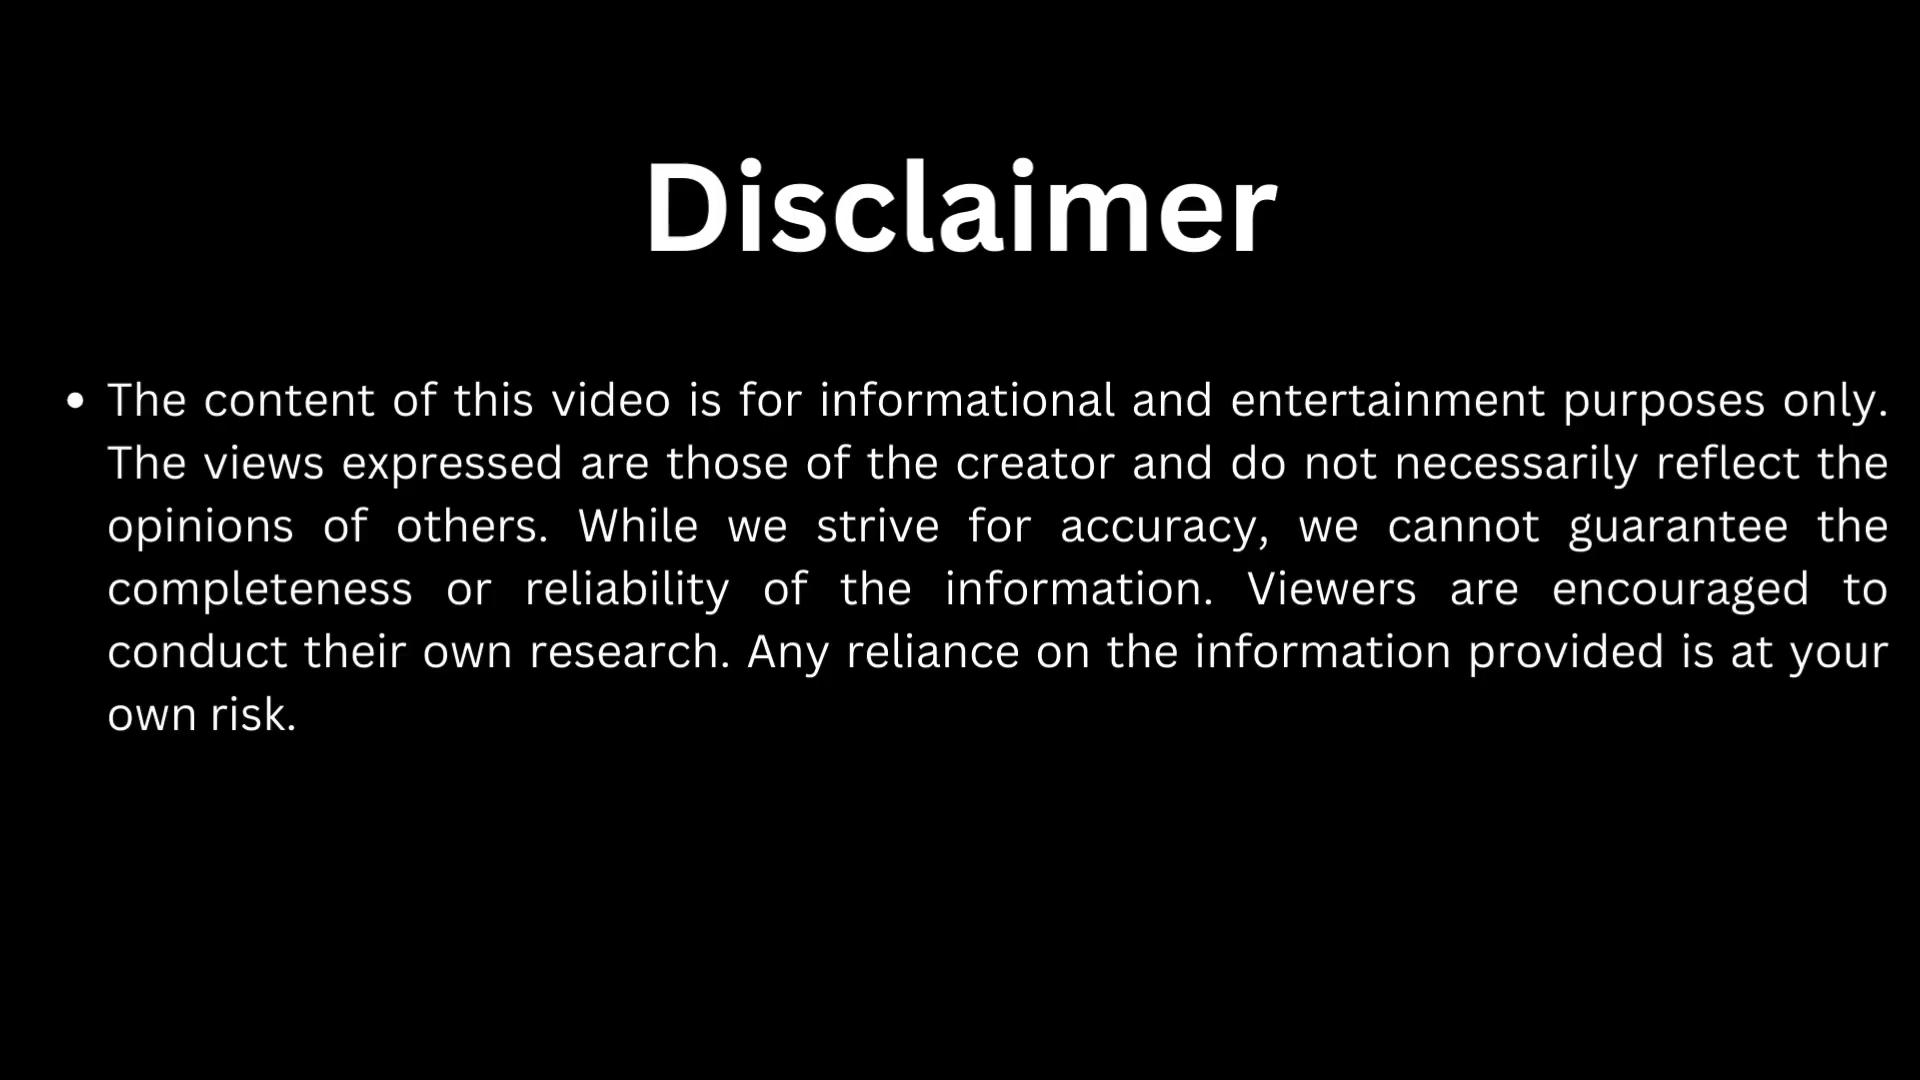 Disclaimer
• The content of this video is for informational and entertainment purposes only.
The views expressed are those of the creator and do not necessarily reflect the
opinions of others. While we strive for accuracy, we cannot guarantee the
completeness or reliability of the information. Viewers are encouraged to
conduct their own research. Any reliance on the information provided is at your
own risk.